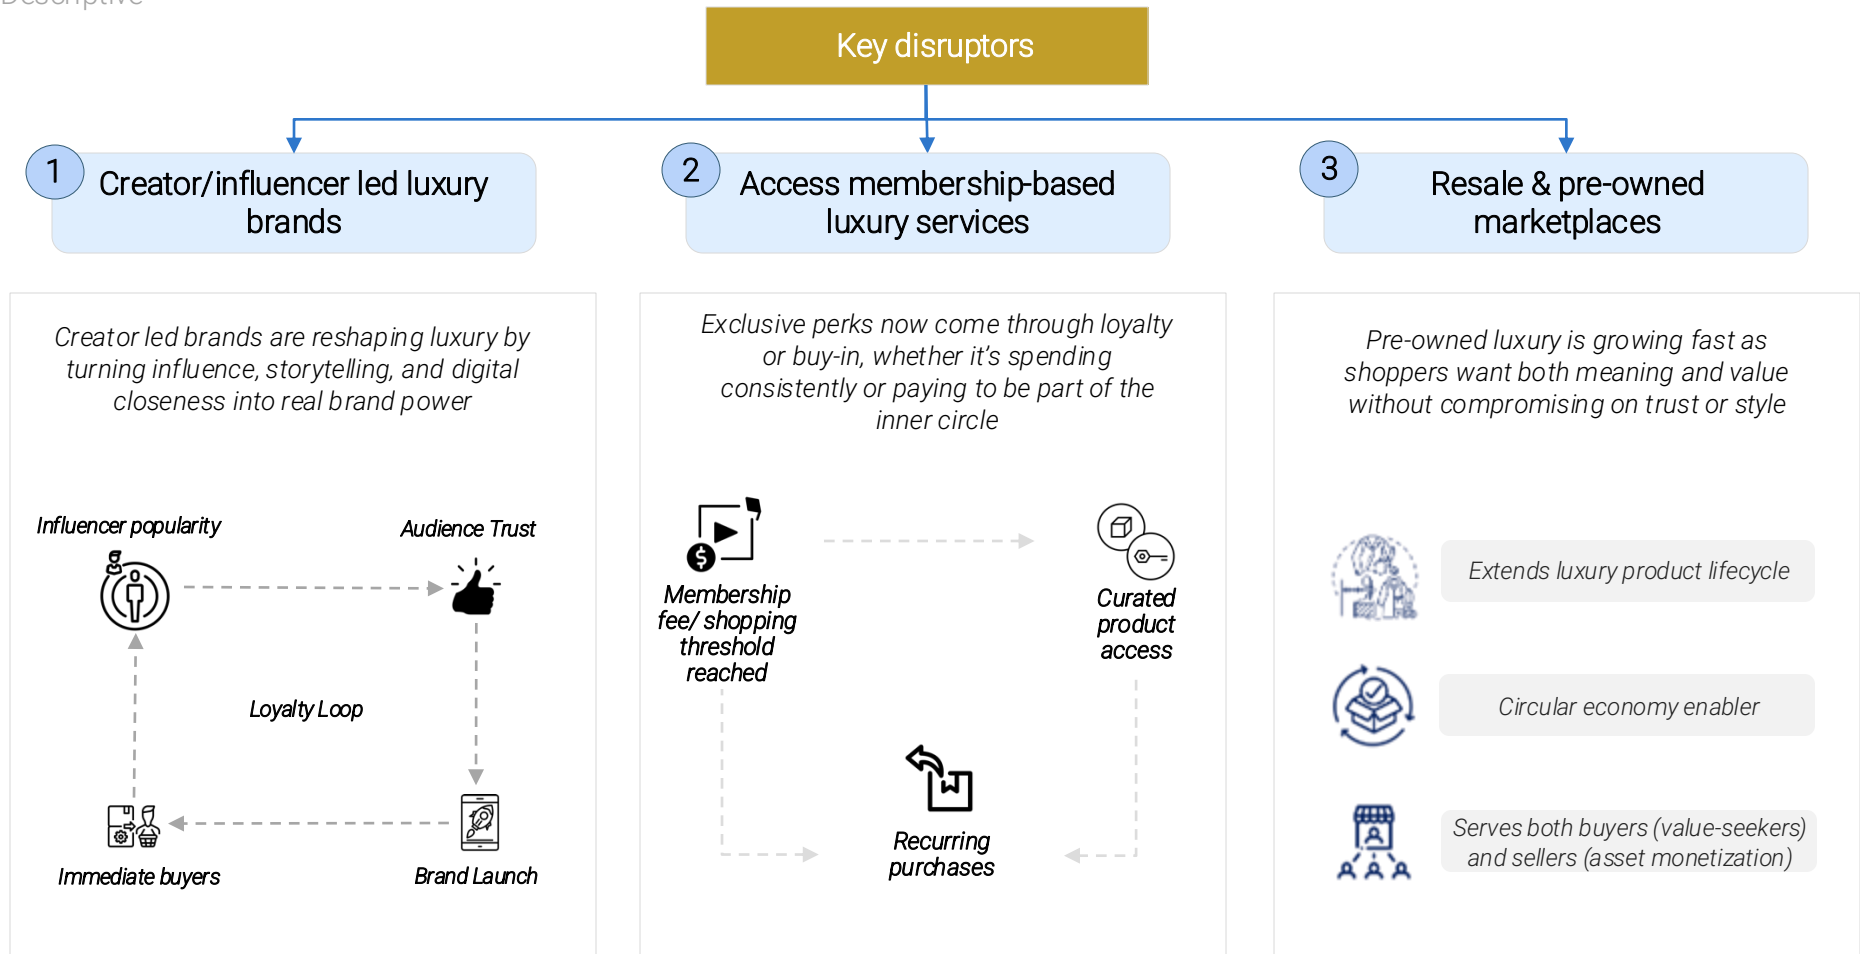 Descriptive
Key disruptors
1
Creator/influencer led luxury
brands
2
Access membership-based
luxury services
3
Resale & pre-owned
marketplaces
Creator led brands are reshaping luxury by
turning influence, storytelling, and digital
closeness into real brand power
Influencer popularity
Audience Trust
Loyalty Loop
Immediate buyers
Brand Launch
Exclusive perks now come through loyalty
or buy-in, whether it’s spending
consistently or paying to be part of the
inner circle
$
Membership
fee/ shopping
threshold
reached
Curated
product
access
Recurring
purchases
Pre-owned luxury is growing fast as
shoppers want both meaning and value
without compromising on trust or style
Extends luxury product lifecycle
Circular economy enabler
Serves both buyers (value-seekers)
and sellers (asset monetization)